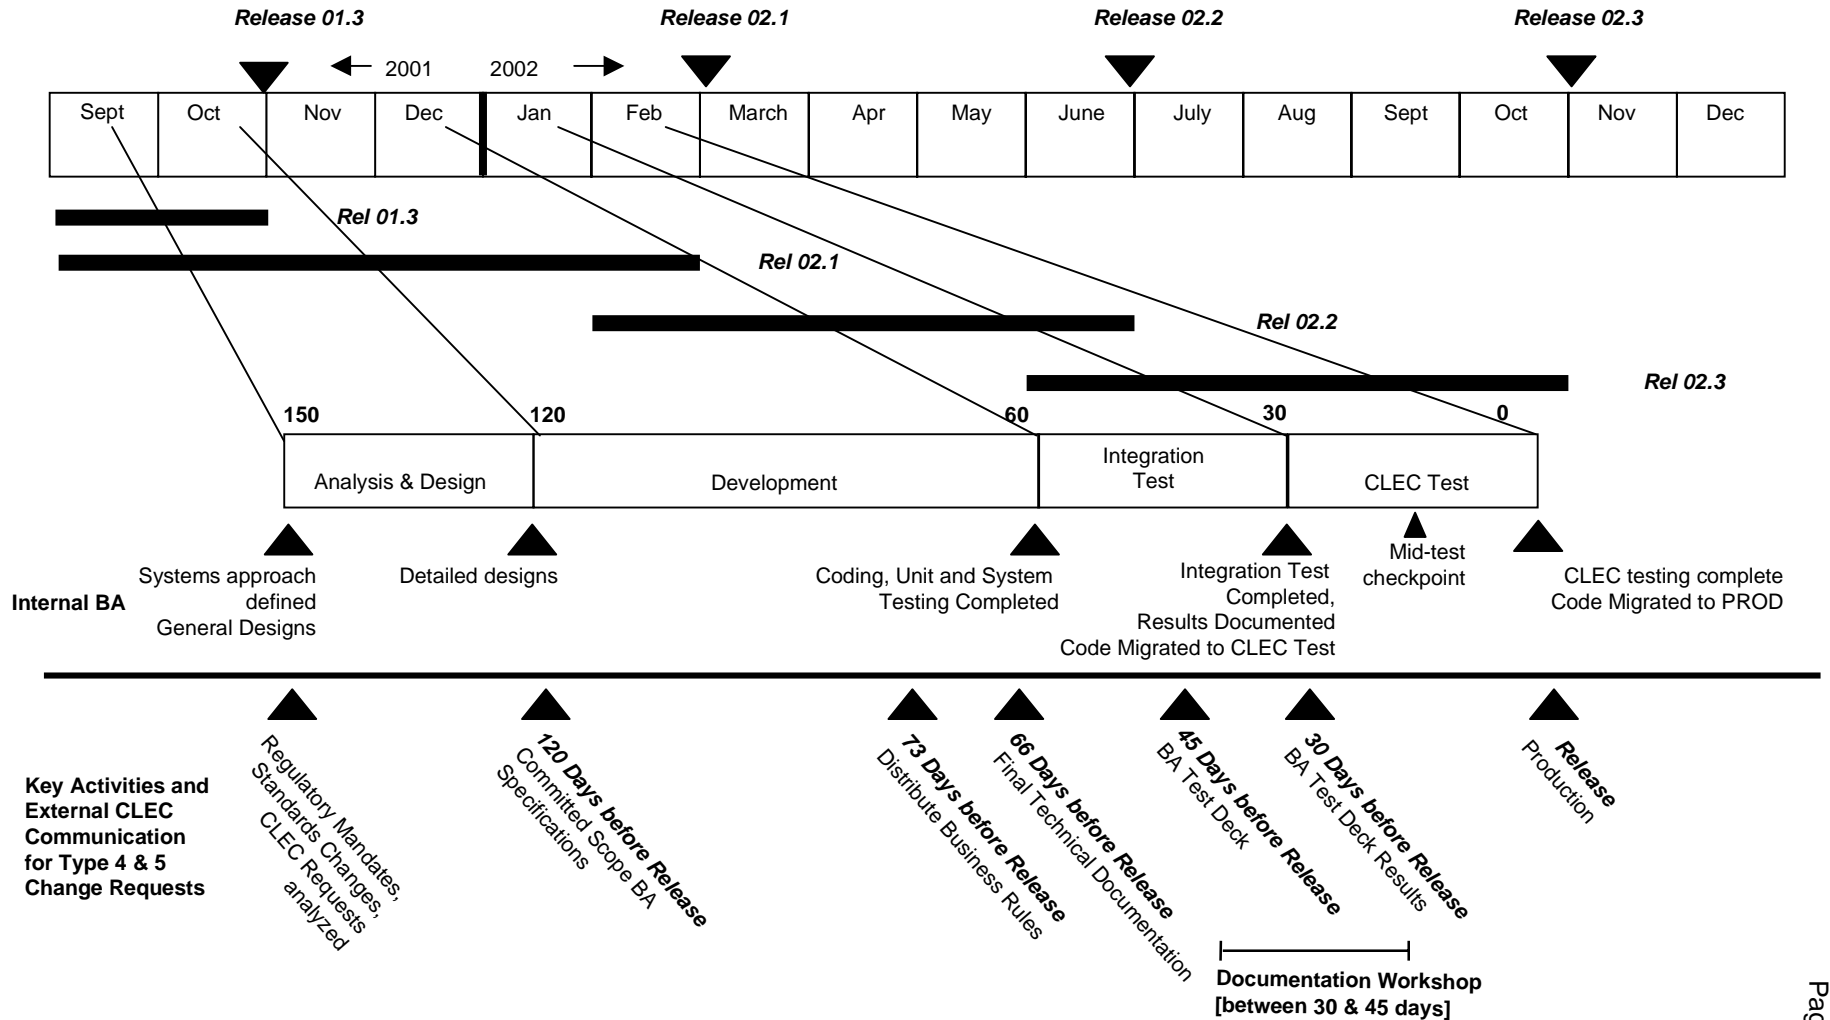 Release 01.3
Release 02.1
Release 02.2
Release 02.3
2001
2002
Sept
Oct
Nov
Dec
Jan
Feb
March
Apr
May
June
July
Aug
Sept
Oct
Nov
Dec
Rel 01.3
Rel 02.1
Rel 02.2
Rel 02.3
150
120
60
30
0
Analysis & Design
Development
Integration
Test
CLEC Test
Internal BA
Systems approach
defined
General Designs
Detailed designs
Coding, Unit and System
Testing Completed
Integration Test
Completed,
Results Documented
Code Migrated to CLEC Test
Mid-test
checkpoint
CLEC testing complete
Code Migrated to PROD
Key Activities and
External CLEC
Communication
for Type 4 & 5
Change Requests
Regulatory Mandates,
Standards Changes,
CLEC Requests
analyzed
120 Days before Release
Committed Scope BA
Specifications
73 Days before Release
Distribute Business Rules
66 Days before Release
Final Technical Documentation
45 Days before Release
BA Test Deck
30 Days before Release
BA Test Deck Results
Release
Production
Documentation Workshop
[between 30 & 45 days]